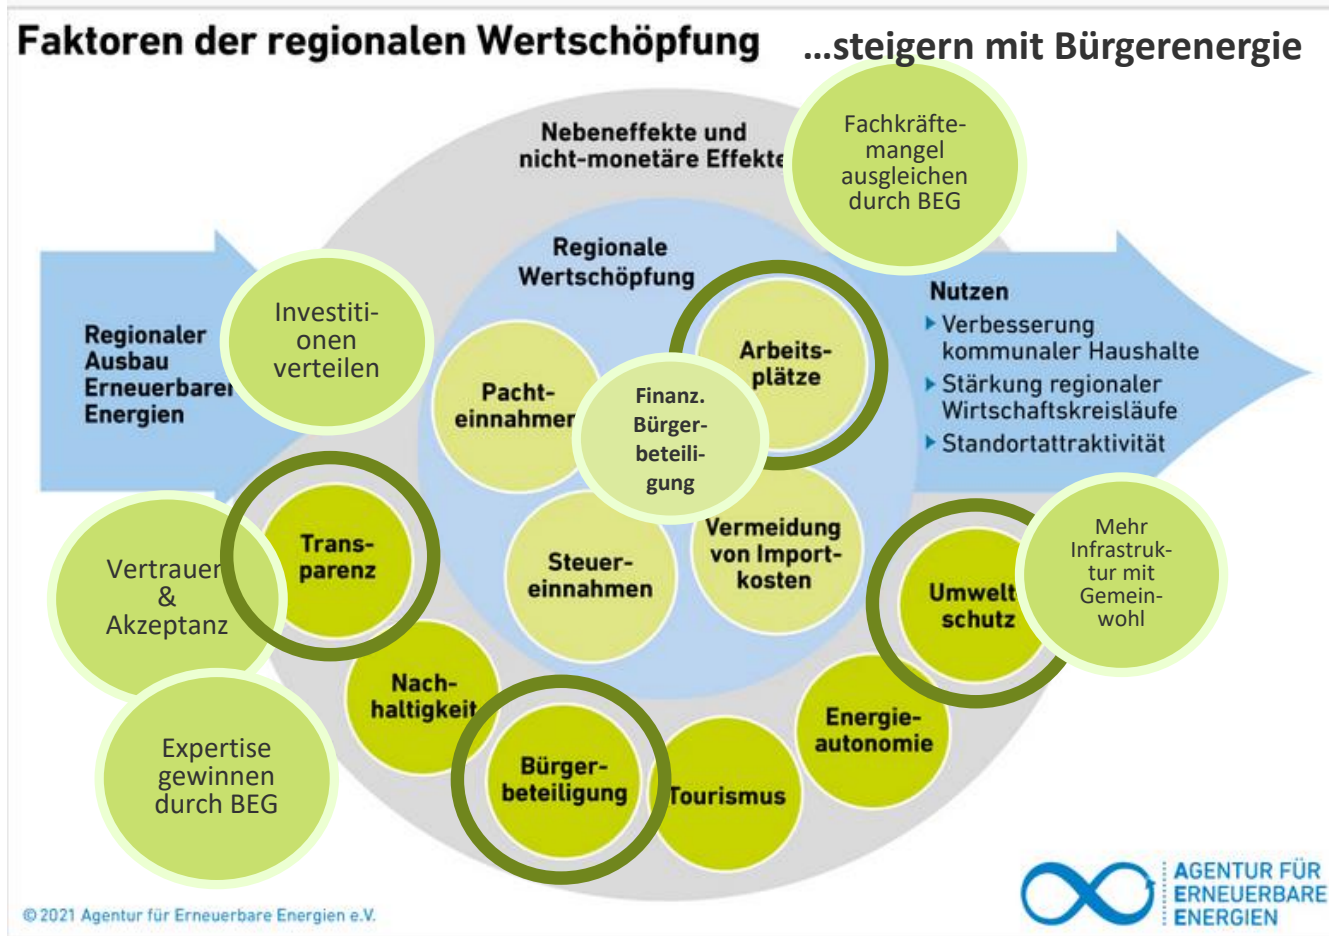 Faktoren der regionalen Wertschöpfung
...steigern mit Bürgerenergie
Nebeneffekte und
nicht-monetäre Effekte
Fachkräfte-
mangel
ausgleichen
durch BEG
Regionaler
Ausbau
Erneuerbarer
Energien
Investiti-
onen
verteilen
Regionale
Wertschöpfung
Pacht-
einnahmen
Finanz.
Bürger-
beteili-
gung
Arbeits-
plätze
Steuer-
einnahmen
Vermeidung
von Import-
kosten
Nutzen
Verbesserung
kommunaler Haushalte
Stärkung regionaler
Wirtschaftskreisläufe
Standortattraktivität
Vertrauen
&
Akzeptanz
Trans-
parenz
Expertise
gewinnen
durch BEG
Nach-
haltigkeit
Bürger-
beteiligung
Tourismus
Energie-
autonomie
Umwelt-
schutz
Mehr
Infrastruk-
tur mit
Gemein-
wohl
© 2021 Agentur für Erneuerbare Energien e.V.
AGENTUR FÜR
ERNEUERBARE
ENERGIEN